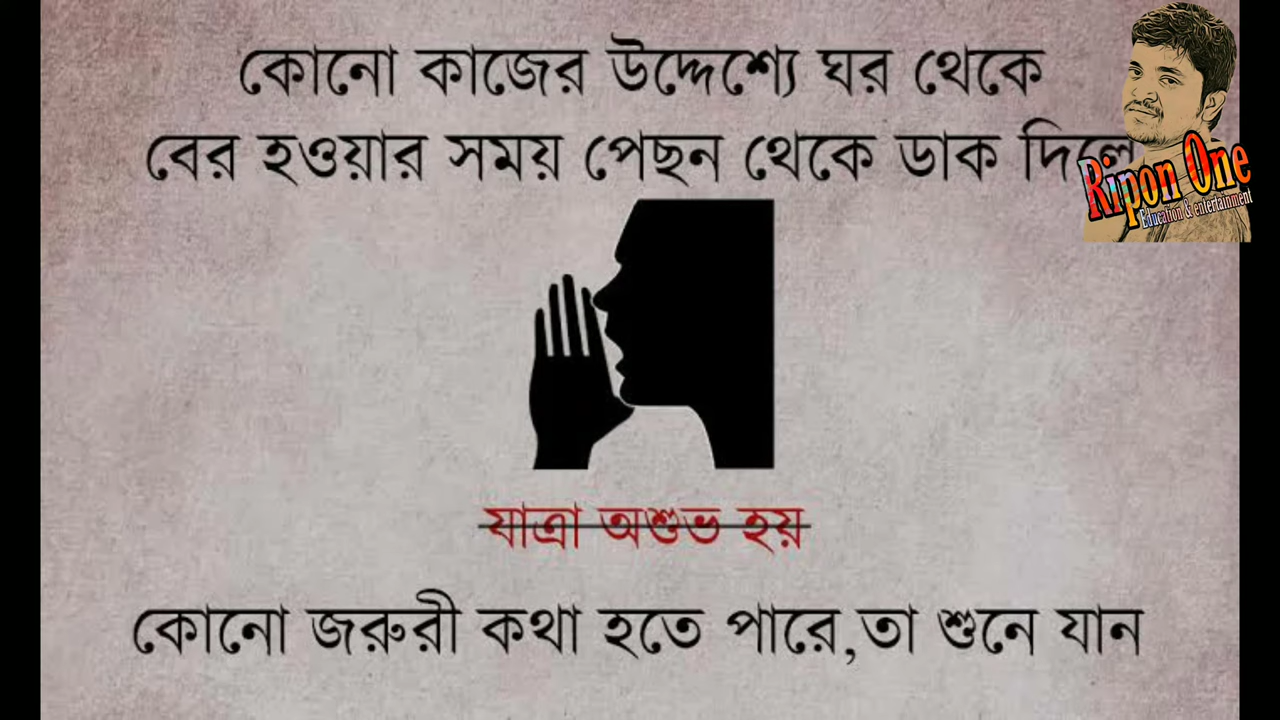 কোনো কাজের উদ্দেশ্যে ঘর থেকে
বের হওয়ার সময় পেছন থেকে ডাক দিলে
Ripon One
Education & entertainment
যাত্রা অশুভ হয়
কোনো জরুরী কথা হতে পারে,তা শুনে যান